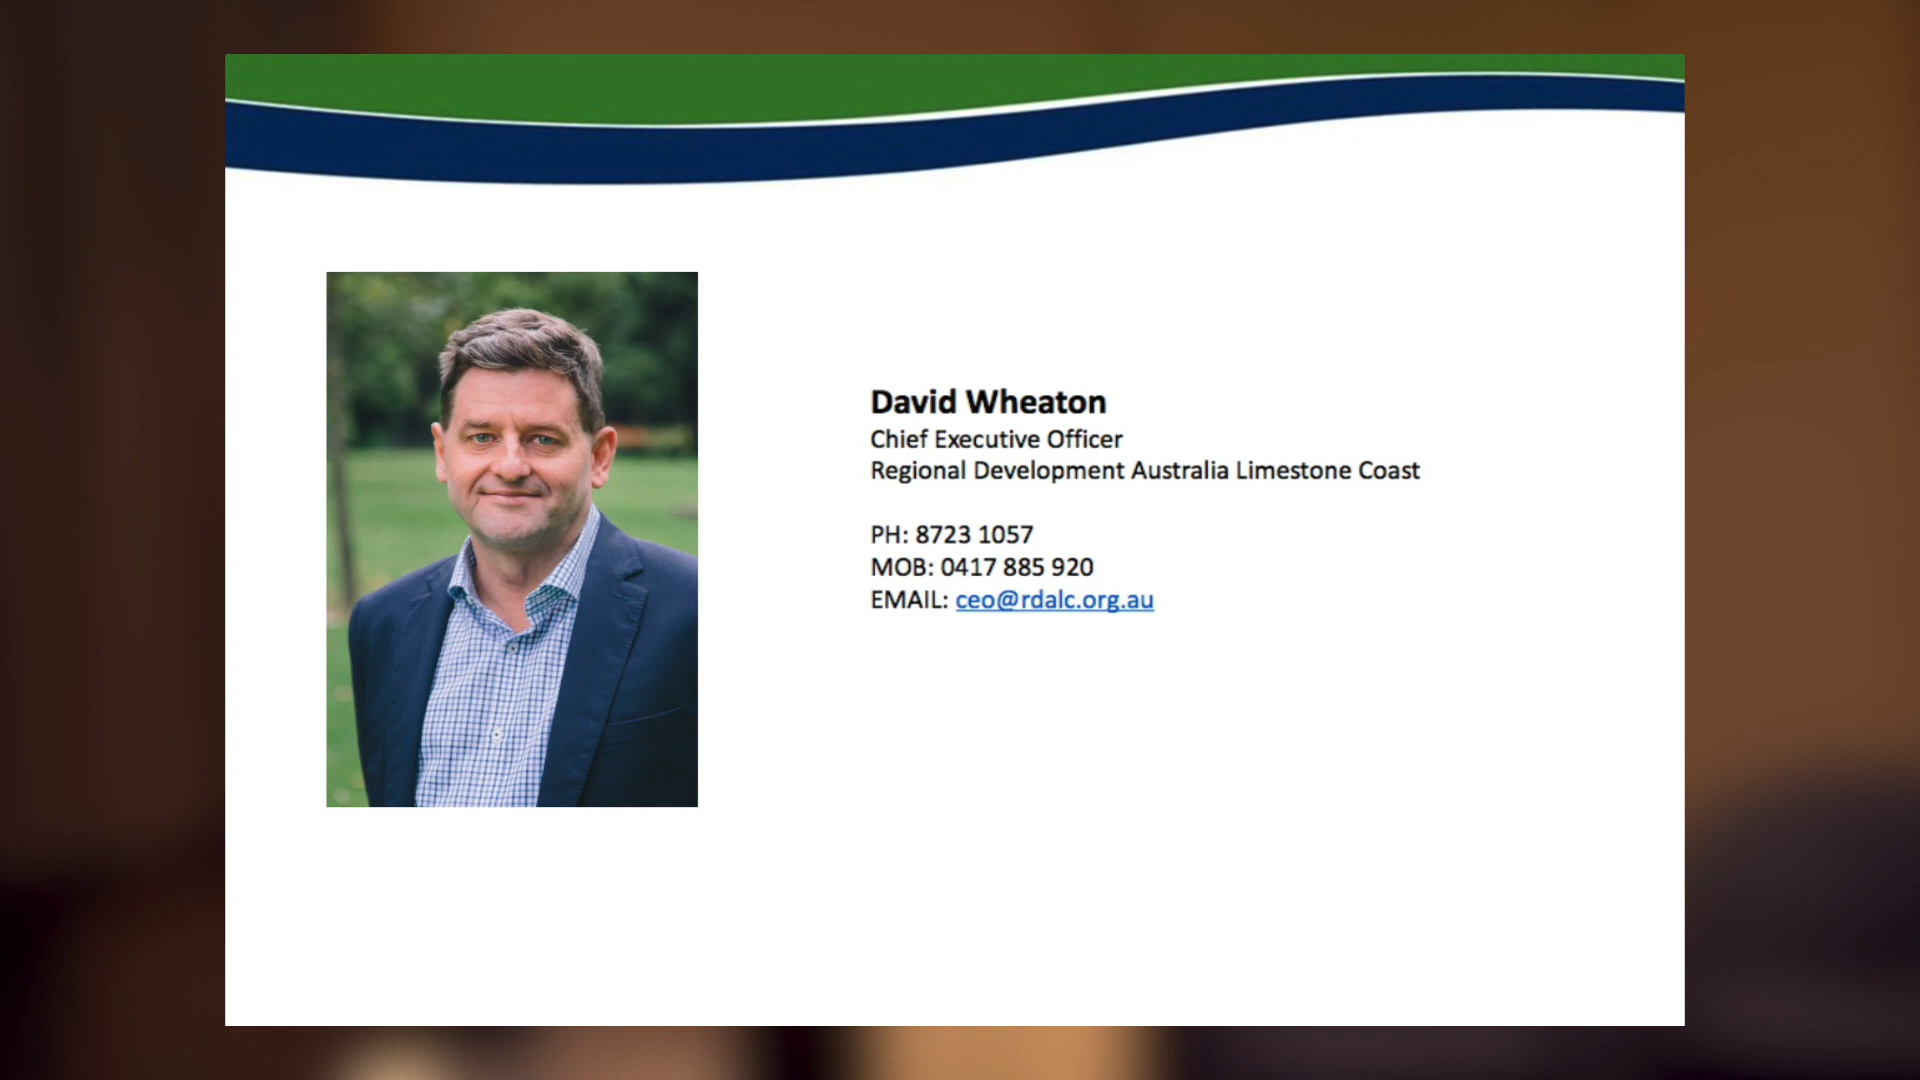 David Wheaton
Chief Executive Officer
Regional Development Australia Limestone Coast
PH: 8723 1057
MOB: 0417 885 920
EMAIL: ceo@rdalc.org.au